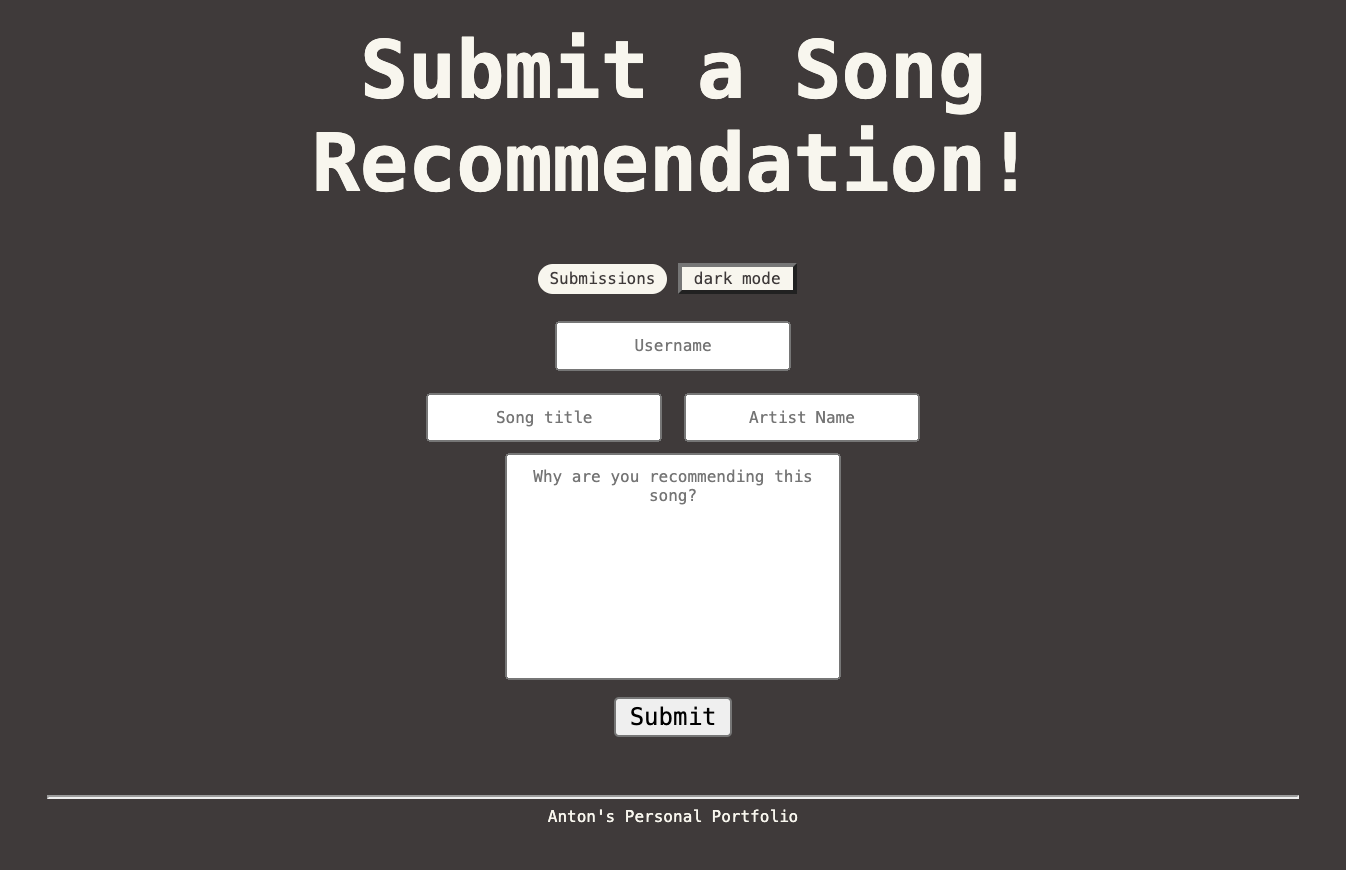 Submit a Song
Recommendation!
Submissions dark mode
Username
Song title Artist Name
Why are you recommending this
song?
Submit
Anton's Personal Portfolio